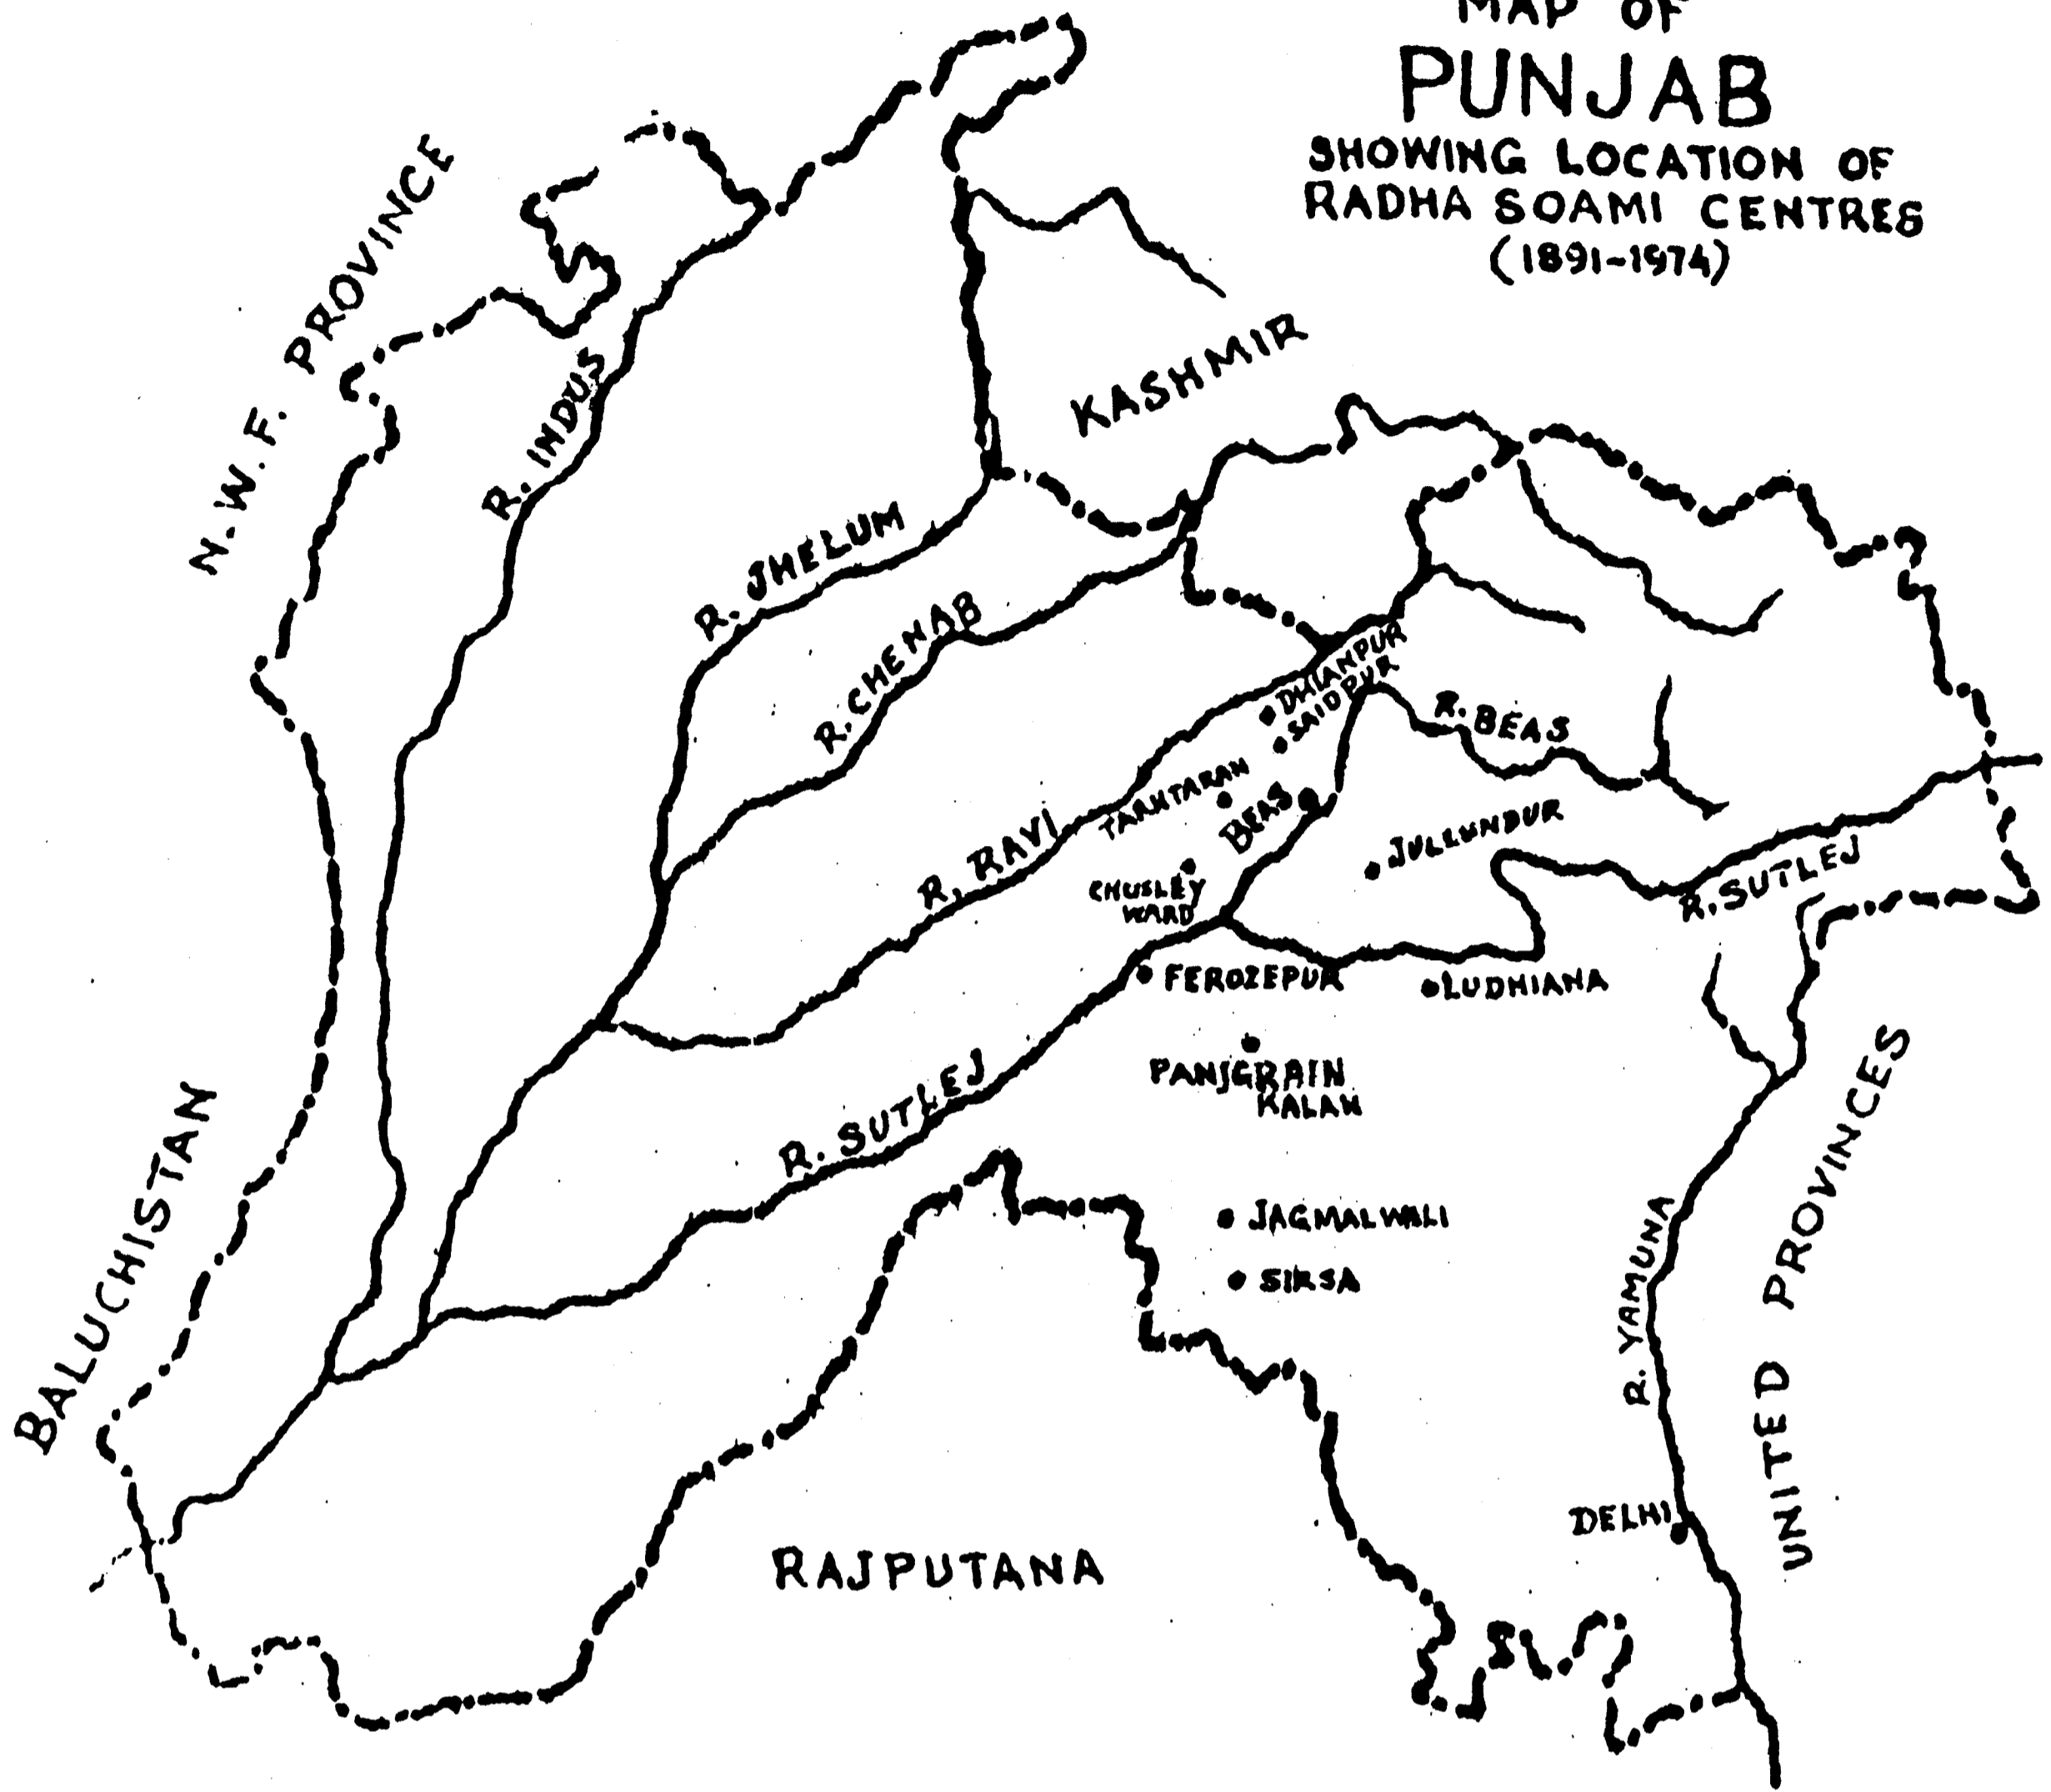 MAP OF
PUNJAB
SHOWING LOCATION OF
RADHA SOAMI CENTRES
(1891-1974)
N.W.F. PROVINCE
R. INDUS
KASHMIR
R. JHELUM
R. CHENAB
DHIANPUR
SAIDPUR
R. BEAS
TARNTARAN
BEAS
R. RAVI
JULLUNDUR
R. SUTLEJ
CHUSLEY
WARD
FEROZEPUR
LUDHIANA
PANJGRAIN
KALAN
R. SUTLEJ
BALUCHISTAN
JAGMALWALI
SIRSA
R. YAMUNA
UNITED PROVINCES
DELHI
RAJPUTANA